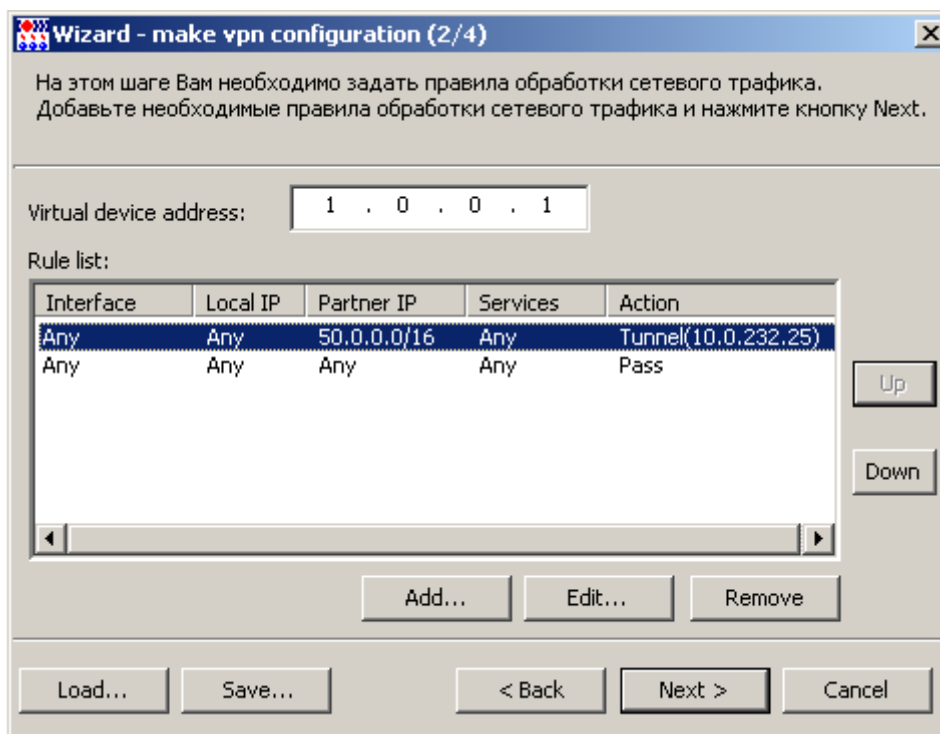 Wizard - make vpn configuration (2/4)
На этом шаге Вам необходимо задать правила обработки сетевого трафика.
Добавьте необходимые правила обработки сетевого трафика и нажмите кнопку Next.
Virtual device address: 1 . 0 . 0 . 1
Rule list:
Interface Local IP Partner IP Services Action
Any Any 50.0.0.0/16 Any Tunnel(10.0.232.25)
Any Any Any Any Pass
Up
Down
Add... Edit... Remove
Load... Save... < Back Next > Cancel